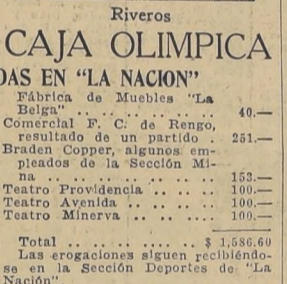 Riveros
CAJA OLIMPICA
DAS EN "LA NACION"
Fábrica de Muebles "La
Belga" .. .. .. .. .. .. 40.—
Comercial F. C. de Rengo,
resultado de un partido . 251.—
Braden Copper, algunos em-
pleados de la Sección Mi-
na .. .. .. .. .. .. .. 153.—
Teatro Providencia .. .. .. 100.—
Teatro Avenida .. .. .. .. 100.—
Teatro Minerva .. .. .. .. 100.—
Total .. .. .. .. .. $ 1,586.60
Las erogaciones siguen recibiéndo-
se en la Sección Deportes de "La
Nación"